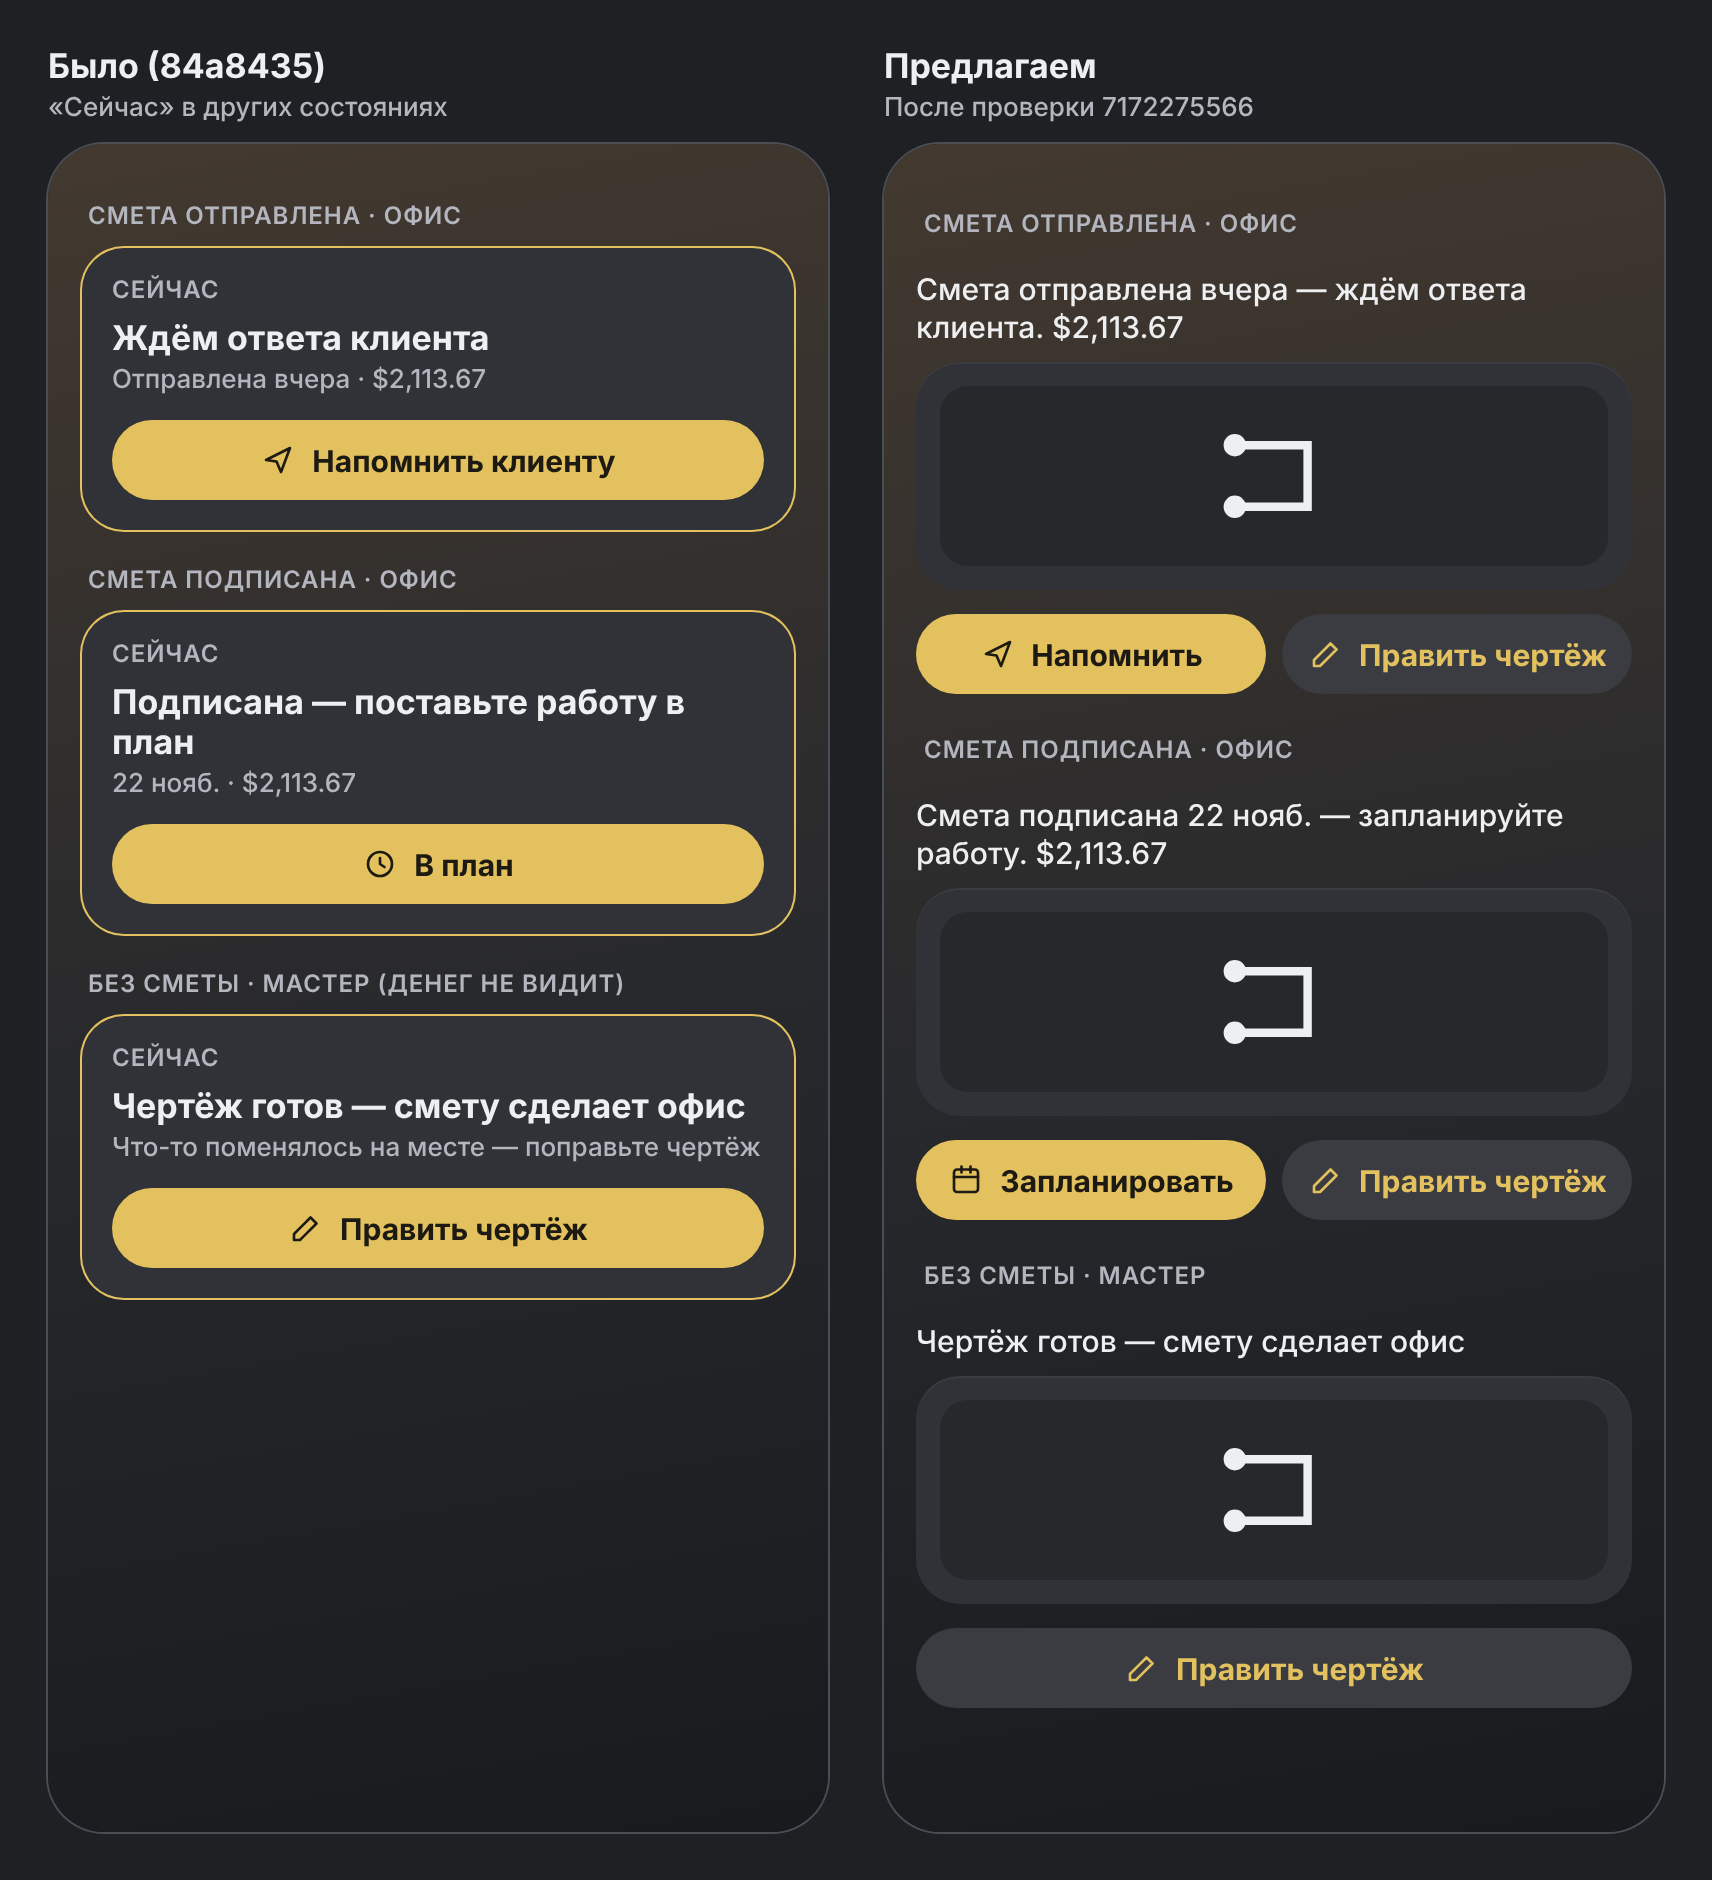 Было (84a8435)
«Сейчас» в других состояниях
СМЕТА ОТПРАВЛЕНА · ОФИС
СЕЙЧАС
Ждём ответа клиента
Отправлена вчера · $2,113.67
Напомнить клиенту
СМЕТА ПОДПИСАНА · ОФИС
СЕЙЧАС
Подписана — поставьте работу в
план
22 нояб. · $2,113.67
В план
БЕЗ СМЕТЫ · МАСТЕР (ДЕНЕГ НЕ ВИДИТ)
СЕЙЧАС
Чертёж готов — смету сделает офис
Что-то поменялось на месте — поправьте чертёж
Править чертёж
Предлагаем
После проверки 7172275566
СМЕТА ОТПРАВЛЕНА · ОФИС
Смета отправлена вчера — ждём ответа
клиента. $2,113.67
Напомнить
Править чертёж
СМЕТА ПОДПИСАНА · ОФИС
Смета подписана 22 нояб. — запланируйте
работу. $2,113.67
Запланировать
Править чертёж
БЕЗ СМЕТЫ · МАСТЕР
Чертёж готов — смету сделает офис
Править чертёж